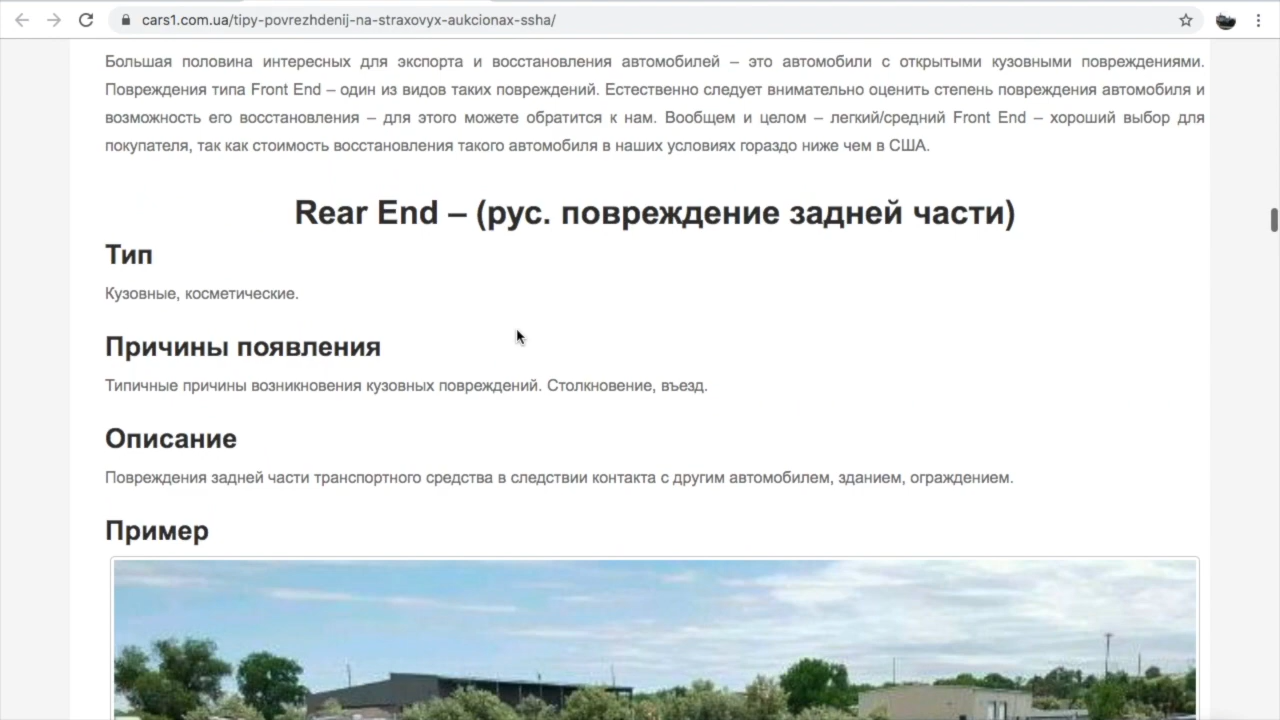 cars1.com.ua/tipy-povrezhdenij-na-straxovyx-aukcionax-ssha/
Большая половина интересных для экспорта и восстановления автомобилей – это автомобили с открытыми кузовными повреждениями.
Повреждения типа Front End – один из видов таких повреждений. Естественно следует внимательно оценить степень повреждения автомобиля и
возможность его восстановления – для этого можете обратится к нам. Вообщем и целом – легкий/средний Front End – хороший выбор для
покупателя, так как стоимость восстановления такого автомобиля в наших условиях гораздо ниже чем в США.
Rear End – (рус. повреждение задней части)
Тип
Кузовные, косметические.
Причины появления
Типичные причины возникновения кузовных повреждений. Столкновение, въезд.
Описание
Повреждения задней части транспортного средства в следствии контакта с другим автомобилем, зданием, ограждением.
Пример